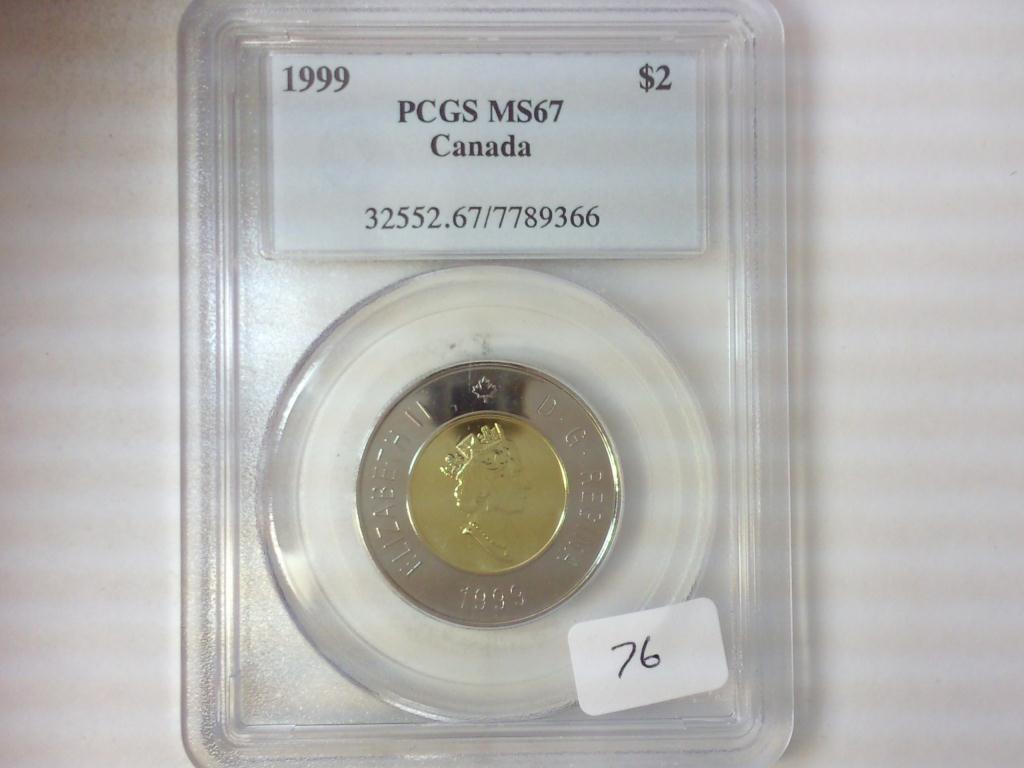 1999 $2
PCGS MS67
Canada
32552.67/7789366
ELIZABETH II D·G·REGINA
1999
76